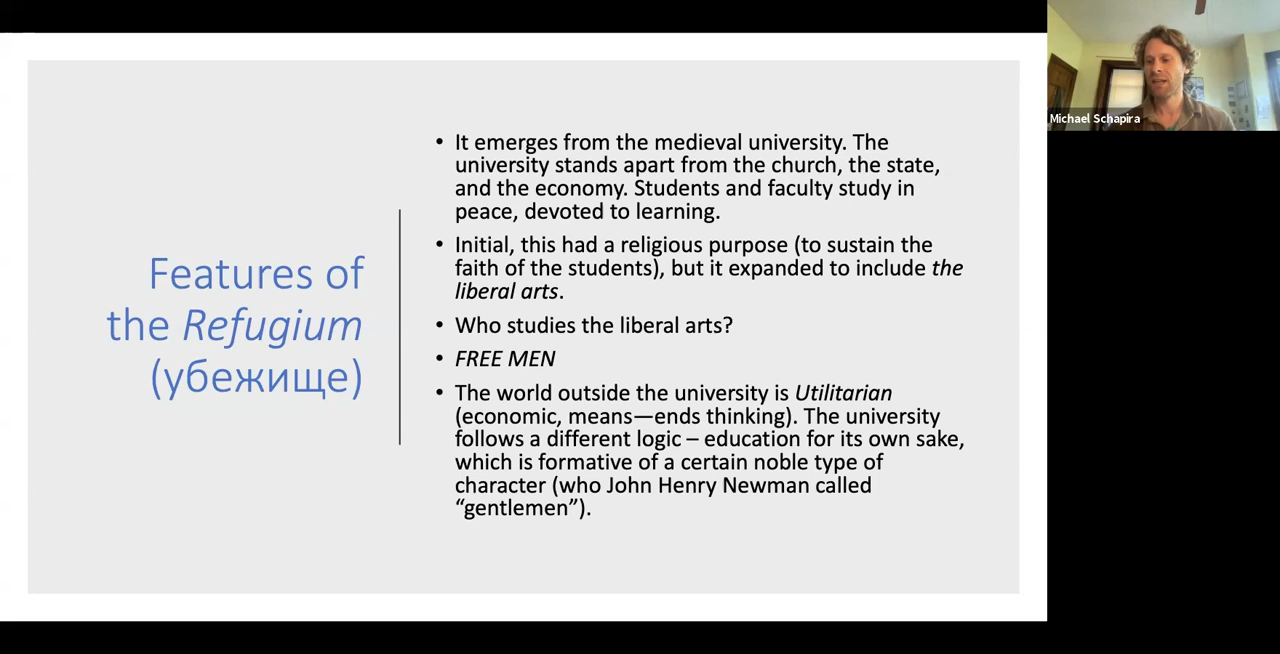 Features of
the Refugium
(убежище)
• It emerges from the medieval university. The
university stands apart from the church, the state,
and the economy. Students and faculty study in
peace, devoted to learning.
• Initial, this had a religious purpose (to sustain the
faith of the students), but it expanded to include the
liberal arts.
• Who studies the liberal arts?
• FREE MEN
• The world outside the university is Utilitarian
(economic, means—ends thinking). The university
follows a different logic – education for its own sake,
which is formative of a certain noble type of
character (who John Henry Newman called
“gentlemen”).
Michael Schapira